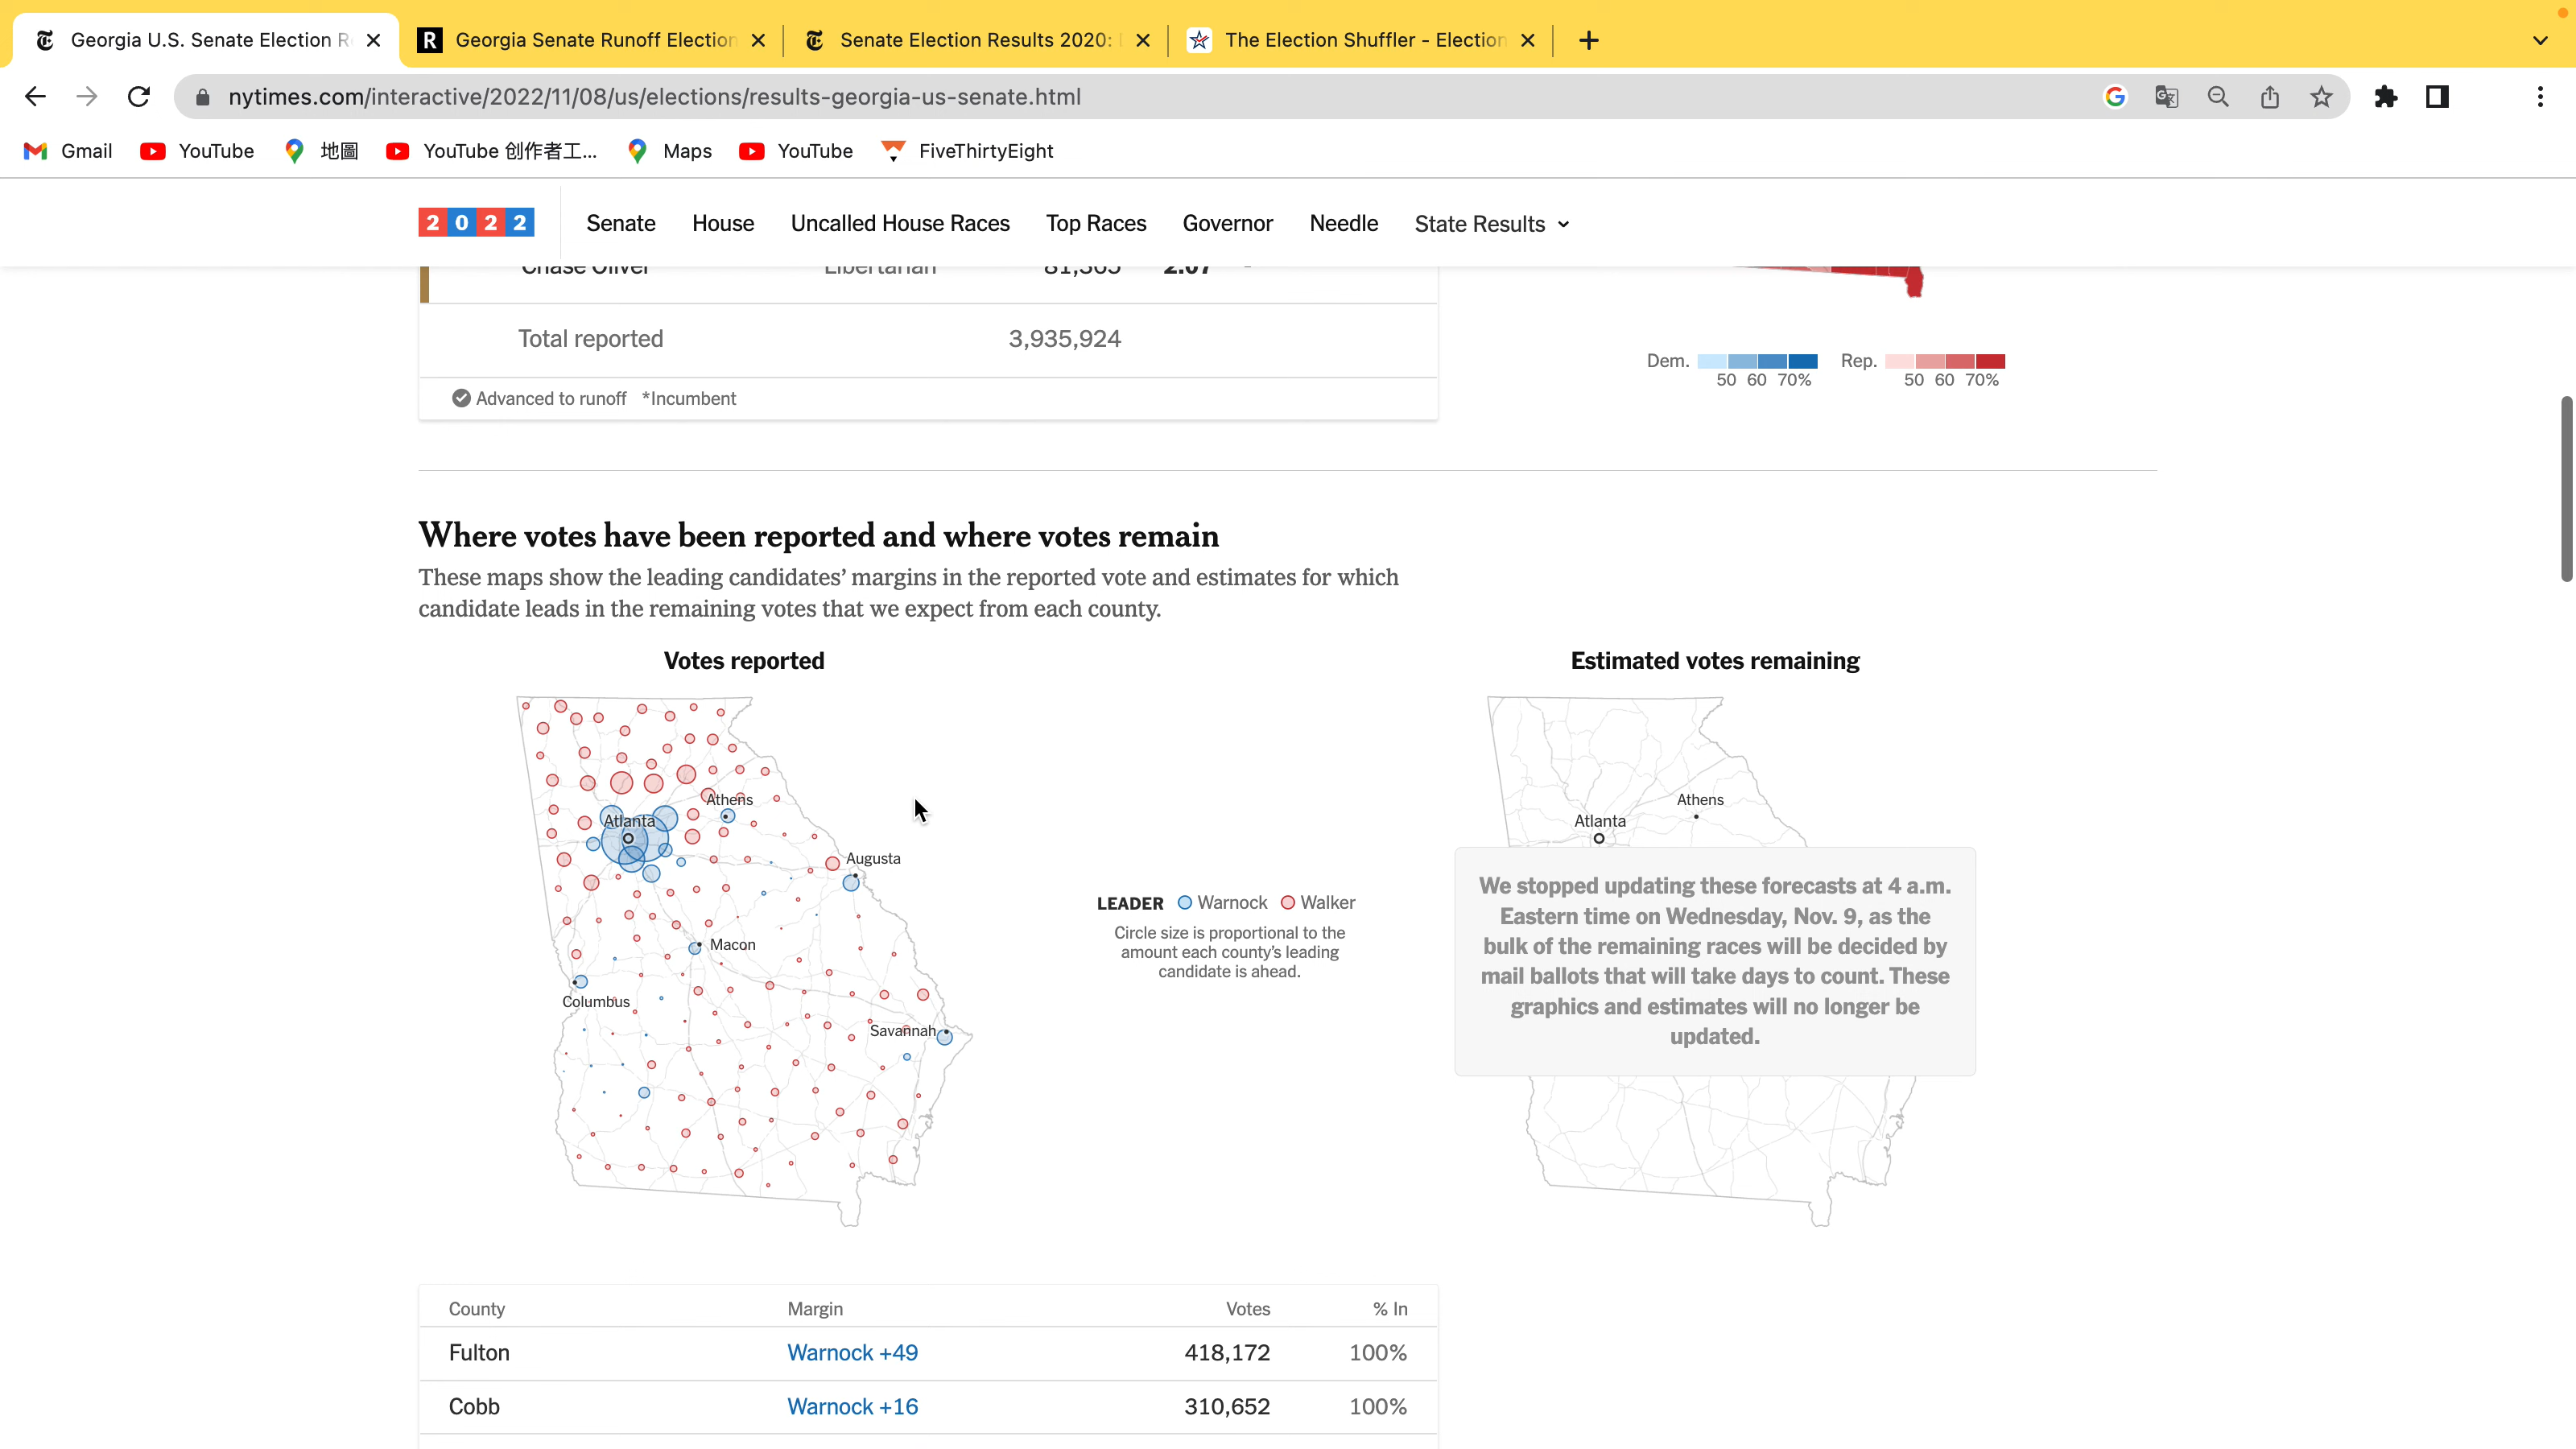 Georgia U.S. Senate Election R
Georgia Senate Runoff Election
Senate Election Results 2020:
The Election Shuffler - Election
nytimes.com/interactive/2022/11/08/us/elections/results-georgia-us-senate.html
Gmail
YouTube
地圖
YouTube 创作者工...
Maps
YouTube
FiveThirtyEight
2022
Senate
House
Uncalled House Races
Top Races
Governor
Needle
State Results
Chase Oliver Libertarian 81,365 2.07
Total reported 3,935,924
Advanced to runoff *Incumbent
Dem. 50 60 70%
Rep. 50 60 70%
Where votes have been reported and where votes remain
These maps show the leading candidates’ margins in the reported vote and estimates for which
candidate leads in the remaining votes that we expect from each county.
Votes reported
Athens
Atlanta
Augusta
Macon
Columbus
Savannah
LEADER Warnock Walker
Circle size is proportional to the
amount each county’s leading
candidate is ahead.
Estimated votes remaining
Athens
Atlanta
We stopped updating these forecasts at 4 a.m.
Eastern time on Wednesday, Nov. 9, as the
bulk of the remaining races will be decided by
mail ballots that will take days to count. These
graphics and estimates will no longer be
updated.
County Margin Votes % In
Fulton Warnock +49 418,172 100%
Cobb Warnock +16 310,652 100%